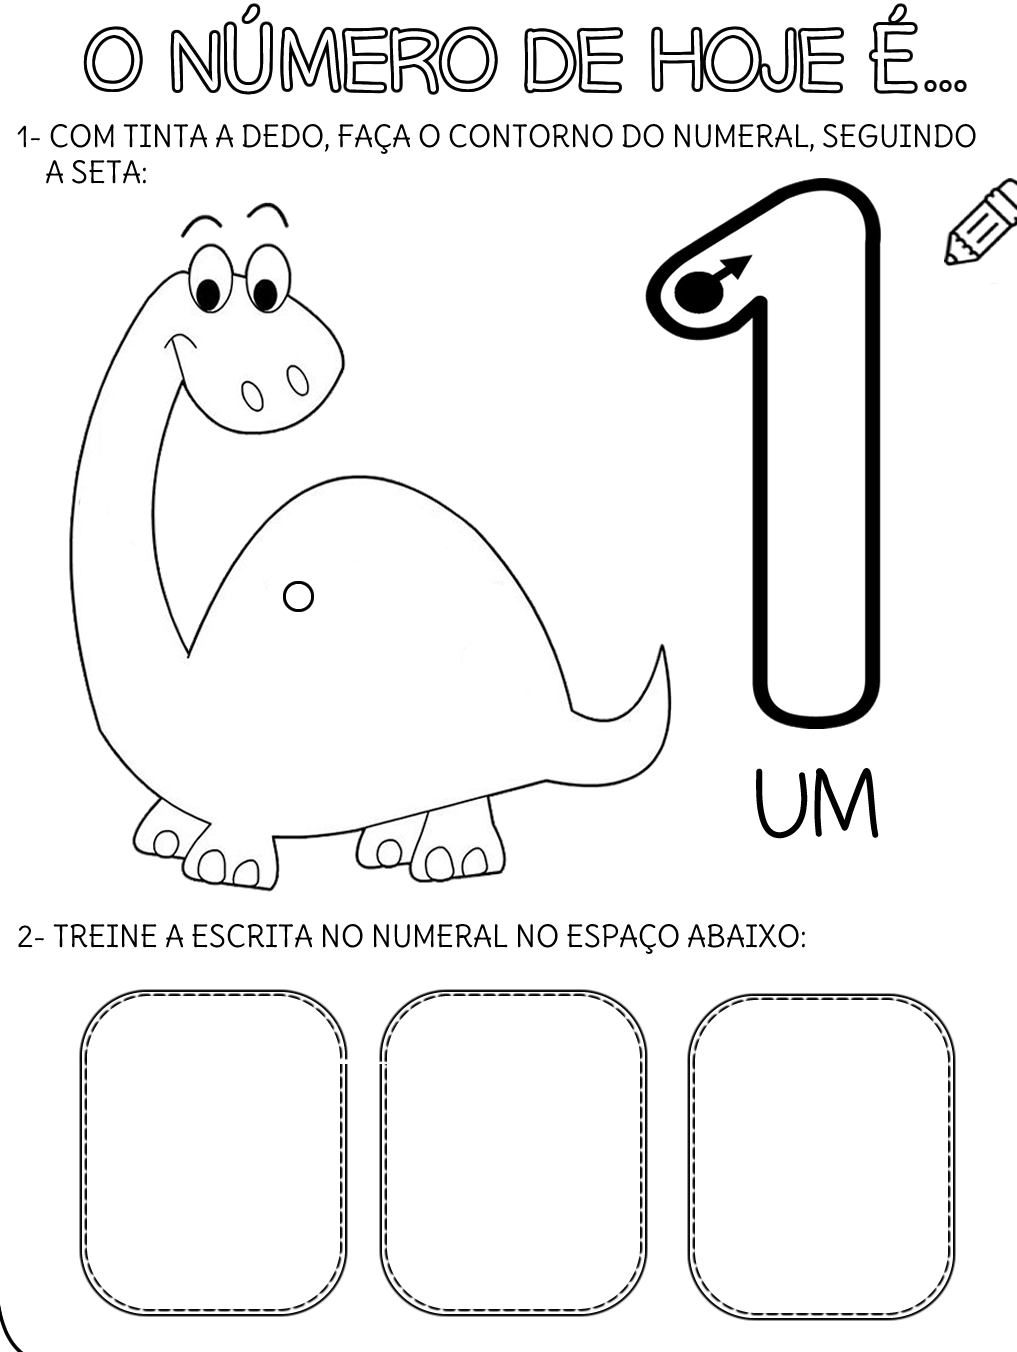 O NÚMERO DE HOJE É...
1- COM TINTA A DEDO, FAÇA O CONTORNO DO NUMERAL, SEGUINDO
A SETA:
1
UM
2- TREINE A ESCRITA NO NUMERAL NO ESPAÇO ABAIXO: